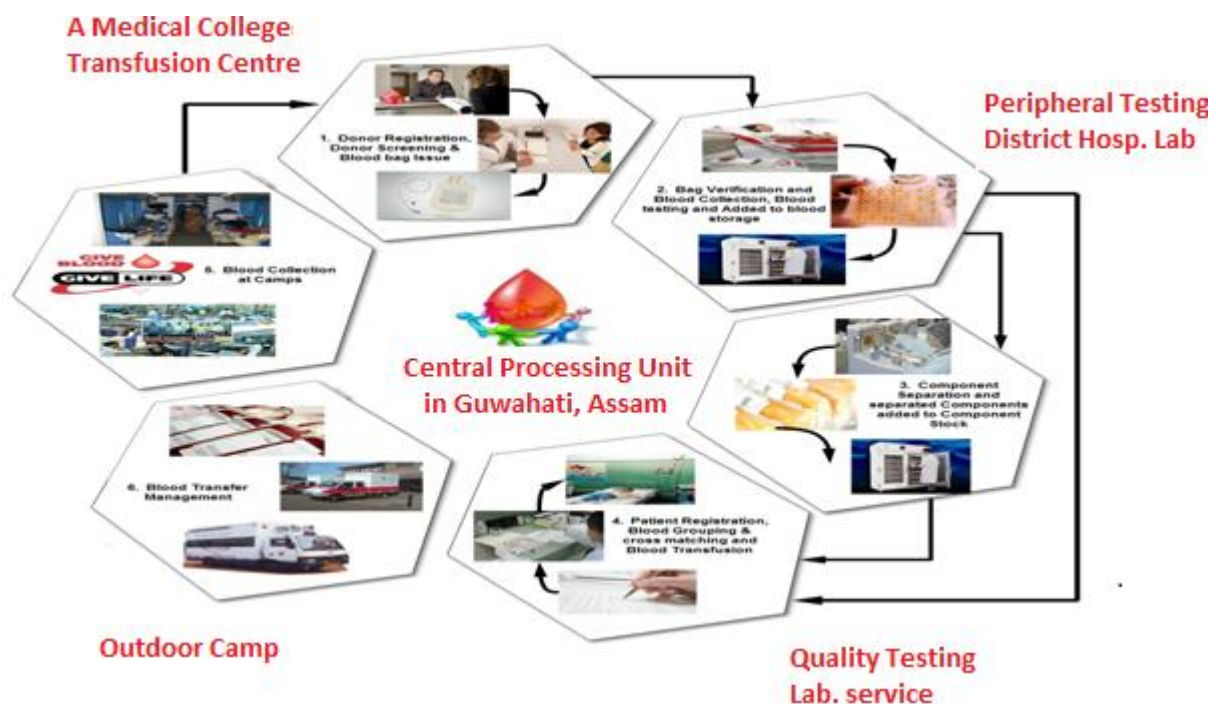 A Medical College
Transfusion Centre
1. Donor Registration,
Donor Screening &
Blood bag Issue
Peripheral Testing
District Hosp. Lab
2. Bag Verification and
Blood Collection, Blood
testing and Added to blood
storage
GIVE
BLOOD
GIVE LIFE
5. Blood Collection
at Camps
Central Processing Unit
in Guwahati, Assam
3. Component
Separation and
separated Components
added to Component
Stock
6. Blood Transfer
Management
4. Patient Registration,
Blood Grouping &
cross matching and
Blood Transfusion
Outdoor Camp
Quality Testing
Lab. service